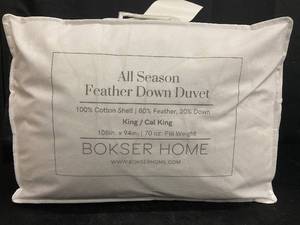 All Season
Feather Down Duvet
100% Cotton Shell | 80% Feather, 20% Down
King / Cal King
106in. x 94in. | 70 oz. Fill Weight
BOKSER HOME
WWW.BOKSERHOME.COM